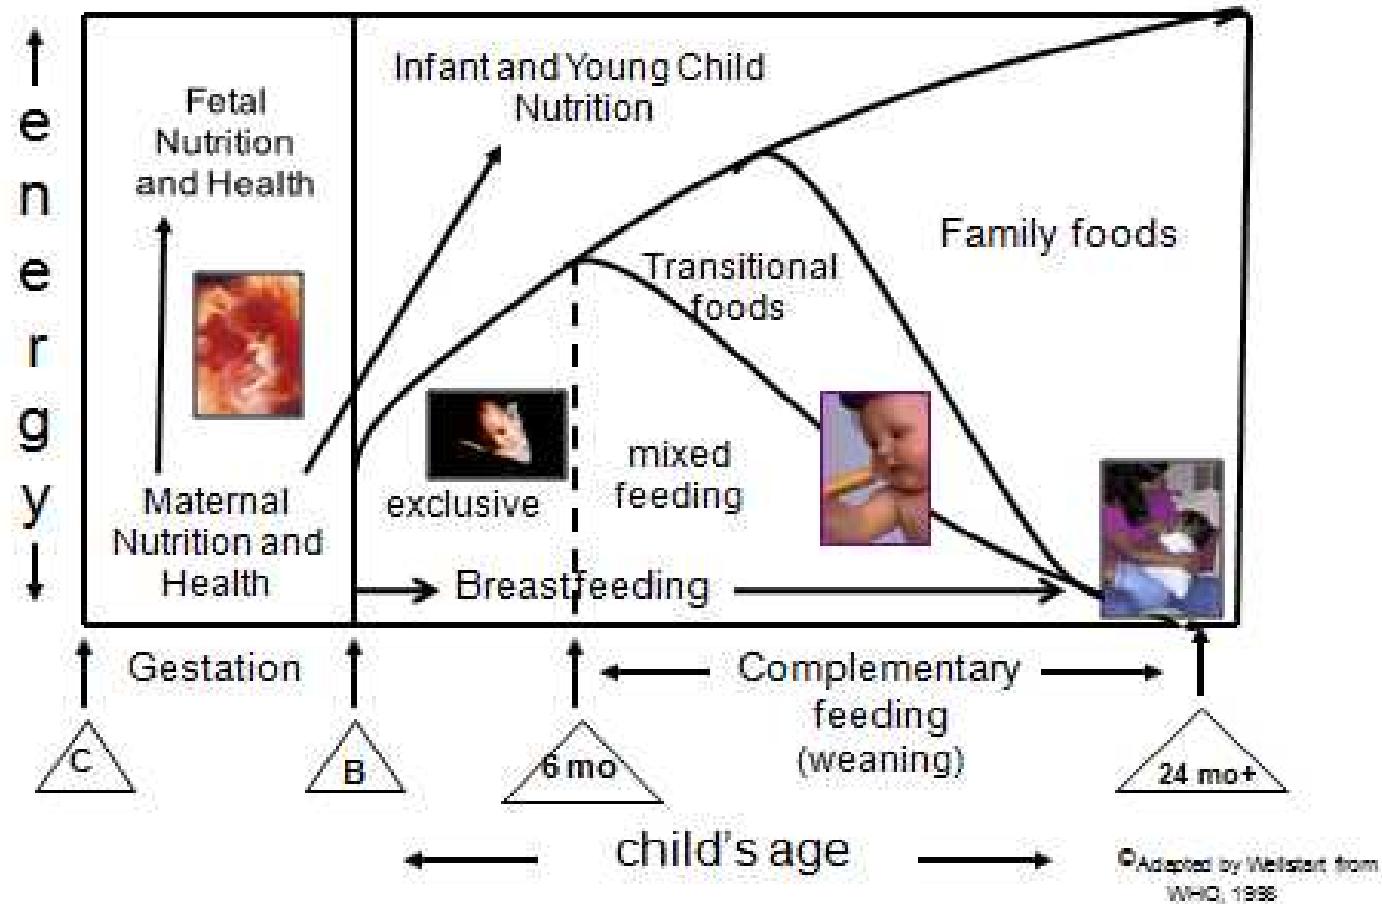 energy
Fetal
Nutrition
and Health
Infant and Young Child
Nutrition
Family foods
Transitional
foods
mixed
feeding
exclusive
Maternal
Nutrition and
Health
Breastfeeding
Gestation
Complementary
feeding
(weaning)
C
B
6 mo
24 mo+
child's age
©Adapted by Wellstart from
WHO,